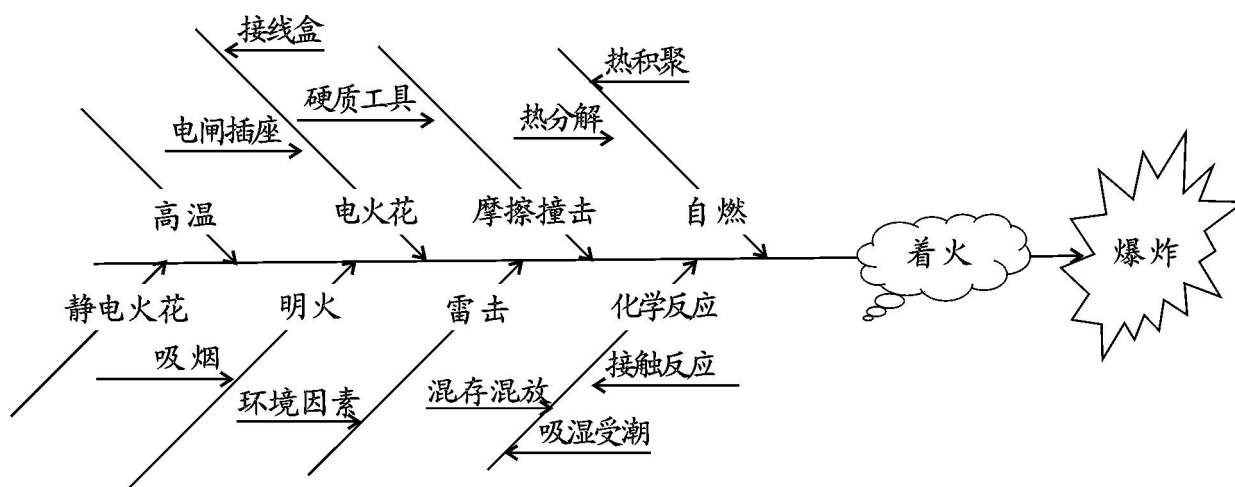 接线盒
热积聚
硬质工具
热分解
电闸插座
高温
电火花
摩擦撞击
自燃
着火
爆炸
静电火花
明火
雷击
化学反应
吸烟
接触反应
环境因素
混存混放
吸湿受潮